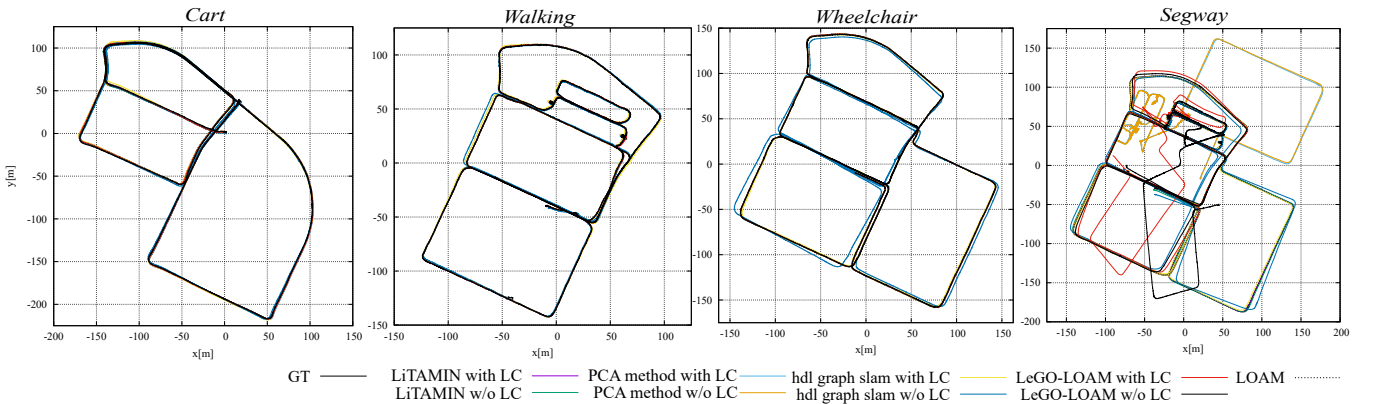 Cart Walking Wheelchair Segway
100
50
0
-50
-100
-150
-200
y[m]
-200 -150 -100 -50 0 50 100 150
x[m]
100
50
0
-50
-100
-150
-150 -100 -50 0 50 100
x[m]
150
100
50
0
-50
-100
-150
-150 -100 -50 0 50 100 150
x[m]
150
100
50
0
-50
-100
-150
-200
-150 -100 -50 0 50 100 150 200
x[m]
GT LiTAMIN with LC PCA method with LC hdl graph slam with LC LeGO-LOAM with LC LOAM
LiTAMIN w/o LC PCA method w/o LC hdl graph slam w/o LC LeGO-LOAM w/o LC